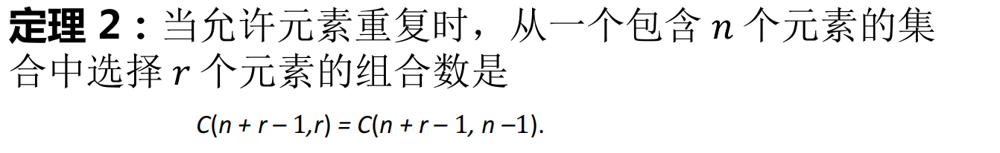 定理 2：当允许元素重复时，从一个包含 n 个元素的集
合中选择 r 个元素的组合数是
C(n + r – 1,r) = C(n + r – 1, n –1).